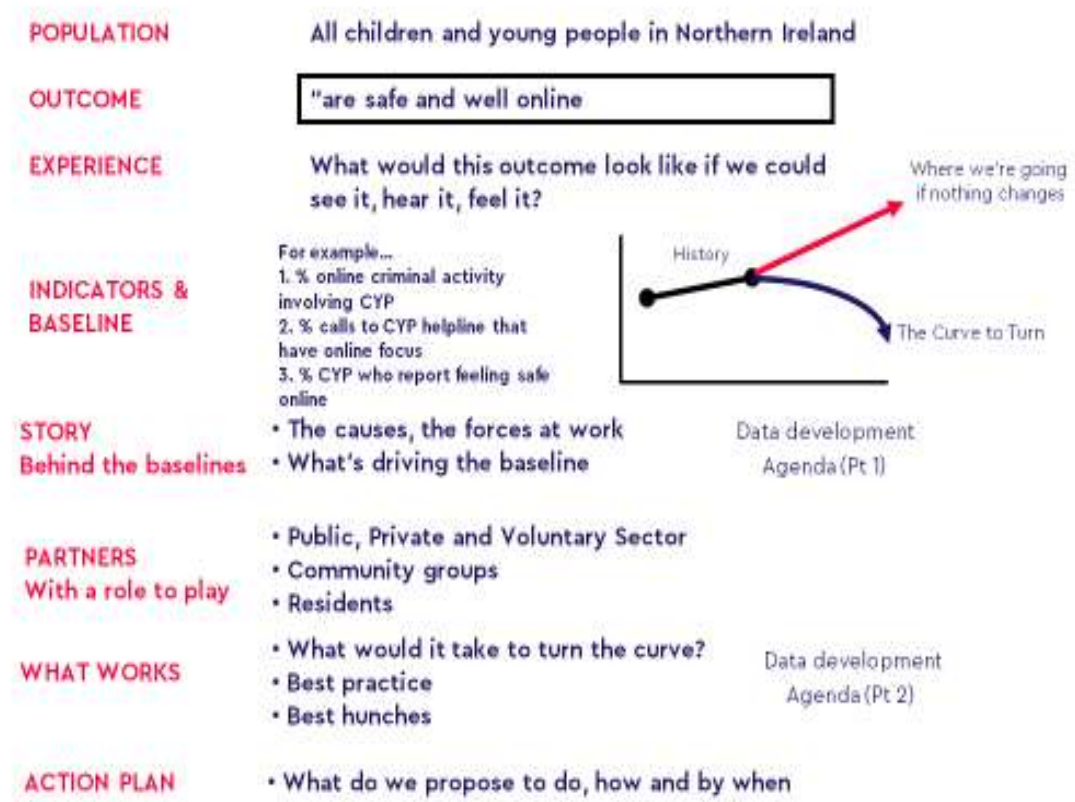 POPULATION
All children and young people in Northern Ireland
OUTCOME
"are safe and well online
EXPERIENCE
What would this outcome look like if we could
see it, hear it, feel it?
Where we're going
if nothing changes
History
The Curve to Turn
INDICATORS &
BASELINE
For example...
1. % online criminal activity
involving CYP
2. % calls to CYP helpline that
have online focus
3. % CYP who report feeling safe
online
STORY
Behind the baselines
• The causes, the forces at work
• What's driving the baseline
Data development
Agenda (Pt 1)
PARTNERS
With a role to play
• Public, Private and Voluntary Sector
• Community groups
• Residents
WHAT WORKS
• What would it take to turn the curve?
• Best practice
• Best hunches
Data development
Agenda (Pt 2)
ACTION PLAN
• What do we propose to do, how and by when